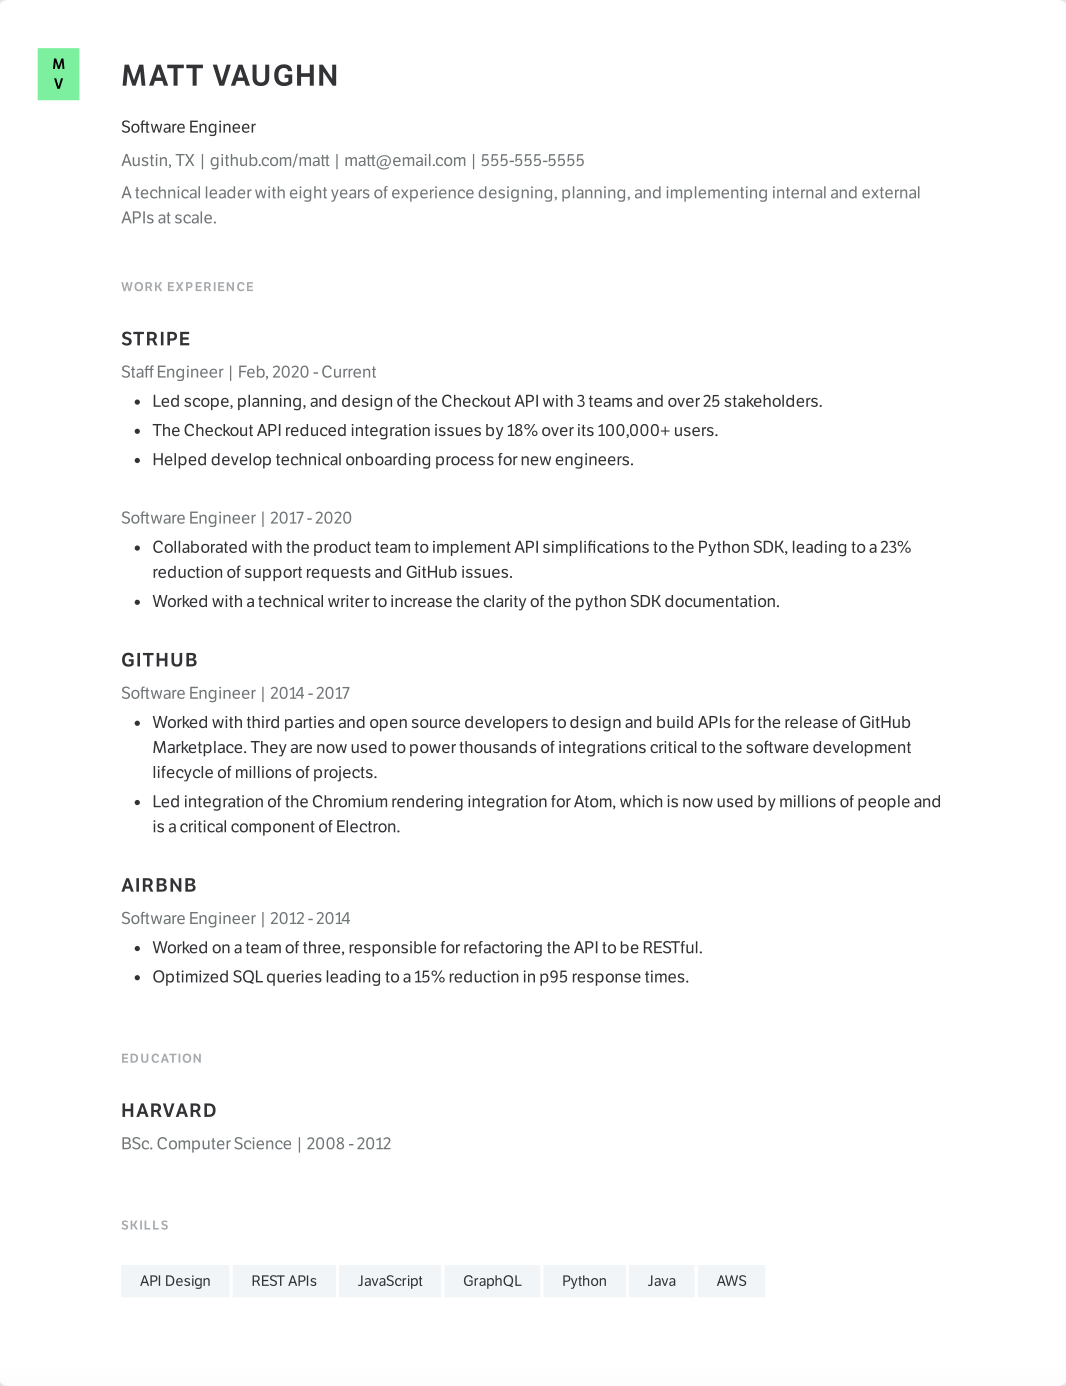 M
V
MATT VAUGHN
Software Engineer
Austin, TX | github.com/matt | matt@email.com | 555-555-5555
A technical leader with eight years of experience designing, planning, and implementing internal and external
APIs at scale.
WORK EXPERIENCE
STRIPE
Staff Engineer | Feb, 2020 - Current
• Led scope, planning, and design of the Checkout API with 3 teams and over 25 stakeholders.
• The Checkout API reduced integration issues by 18% over its 100,000+ users.
• Helped develop technical onboarding process for new engineers.
Software Engineer | 2017 - 2020
• Collaborated with the product team to implement API simplifications to the Python SDK, leading to a 23%
reduction of support requests and GitHub issues.
• Worked with a technical writer to increase the clarity of the python SDK documentation.
GITHUB
Software Engineer | 2014 - 2017
• Worked with third parties and open source developers to design and build APIs for the release of GitHub
Marketplace. They are now used to power thousands of integrations critical to the software development
lifecycle of millions of projects.
• Led integration of the Chromium rendering integration for Atom, which is now used by millions of people and
is a critical component of Electron.
AIRBNB
Software Engineer | 2012 - 2014
• Worked on a team of three, responsible for refactoring the API to be RESTful.
• Optimized SQL queries leading to a 15% reduction in p95 response times.
EDUCATION
HARVARD
BSc. Computer Science | 2008 - 2012
SKILLS
API Design REST APIs JavaScript GraphQL Python Java AWS